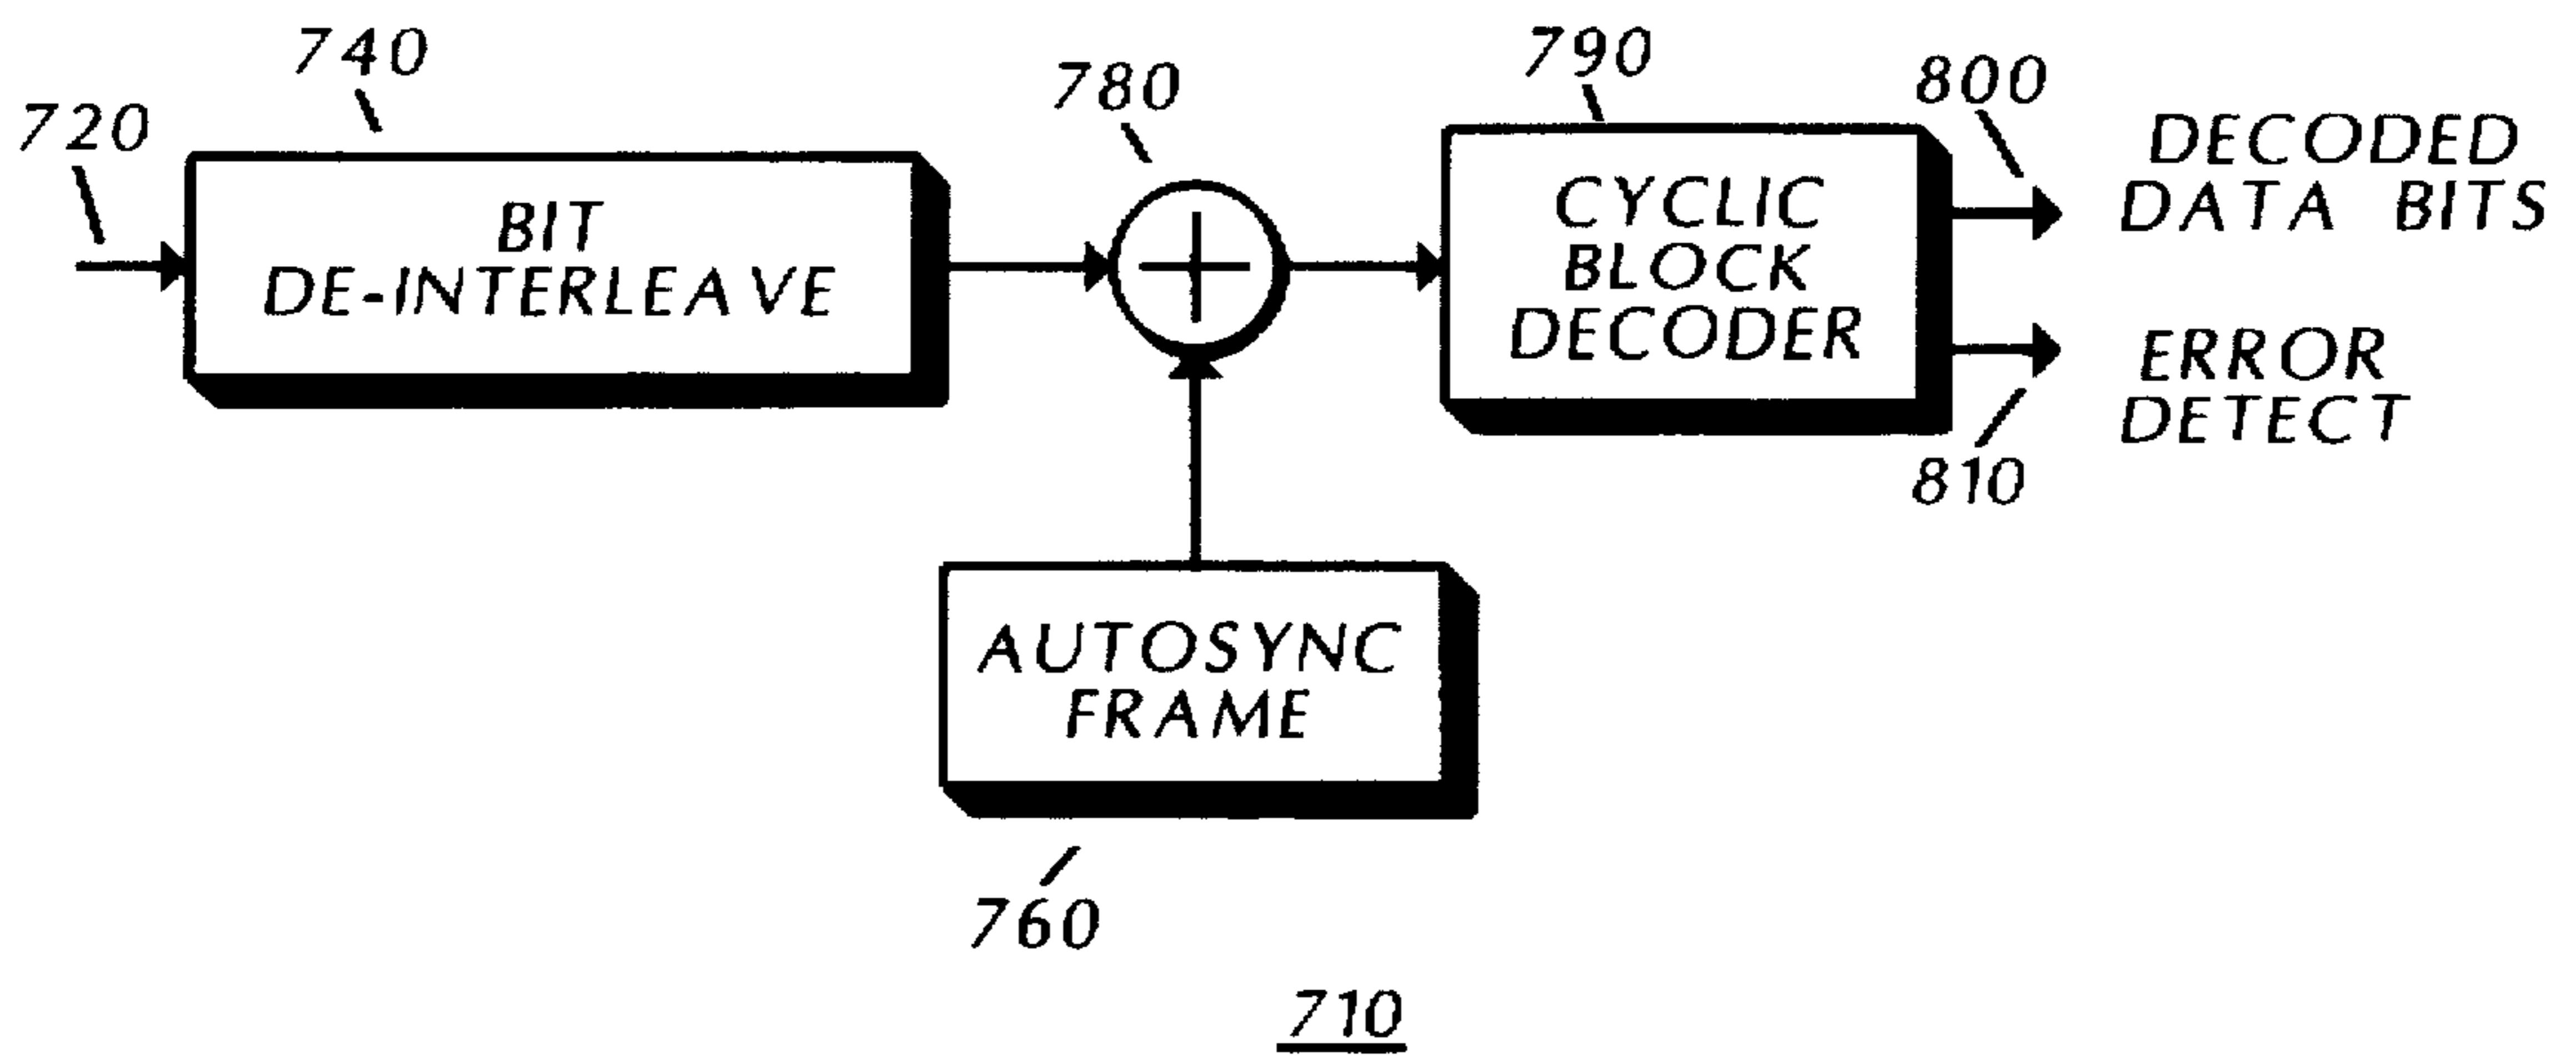 740
720
780
790
800
BIT
DE-INTERLEAVE
CYCLIC
BLOCK
DECODER
DECODED
DATA BITS
ERROR
DETECT
810
AUTOSYNC
FRAME
760
710